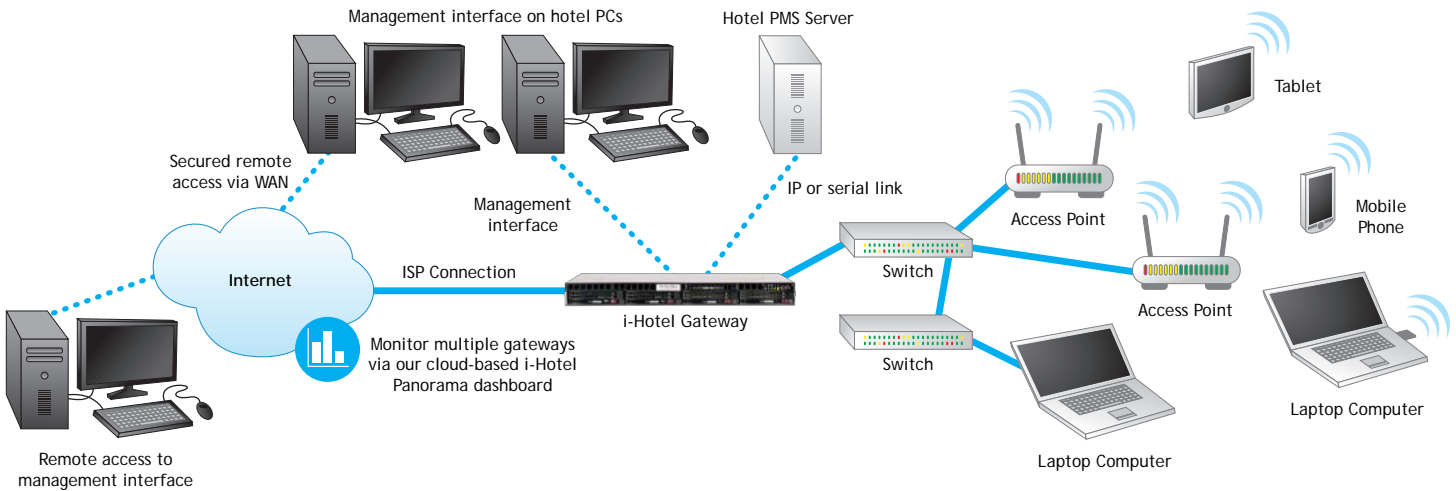 Management interface on hotel PCs
Hotel PMS Server
Tablet
Secured remote
access via WAN
Management
interface
IP or serial link
Access Point
Mobile
Phone
Internet
ISP Connection
Switch
Access Point
i-Hotel Gateway
Monitor multiple gateways
via our cloud-based i-Hotel
Panorama dashboard
Switch
Laptop Computer
Laptop Computer
Remote access to
management interface